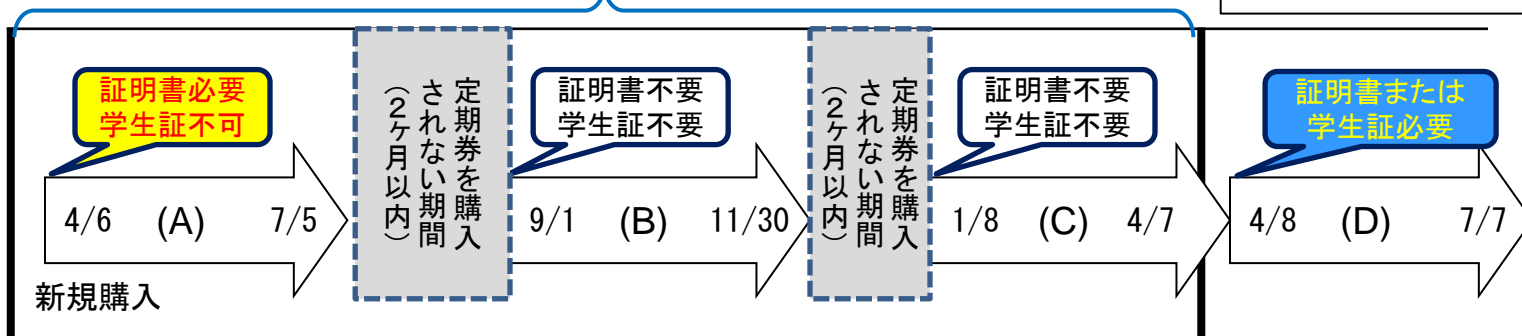 証明書必要
学生証不可
4/6 (A) 7/5
新規購入
定期券を購入
されない期間
（２ヶ月以内）
証明書不要
学生証不要
9/1 (B) 11/30
定期券を購入
されない期間
（２ヶ月以内）
証明書不要
学生証不要
1/8 (C) 4/7
証明書または
学生証必要
4/8 (D) 7/7